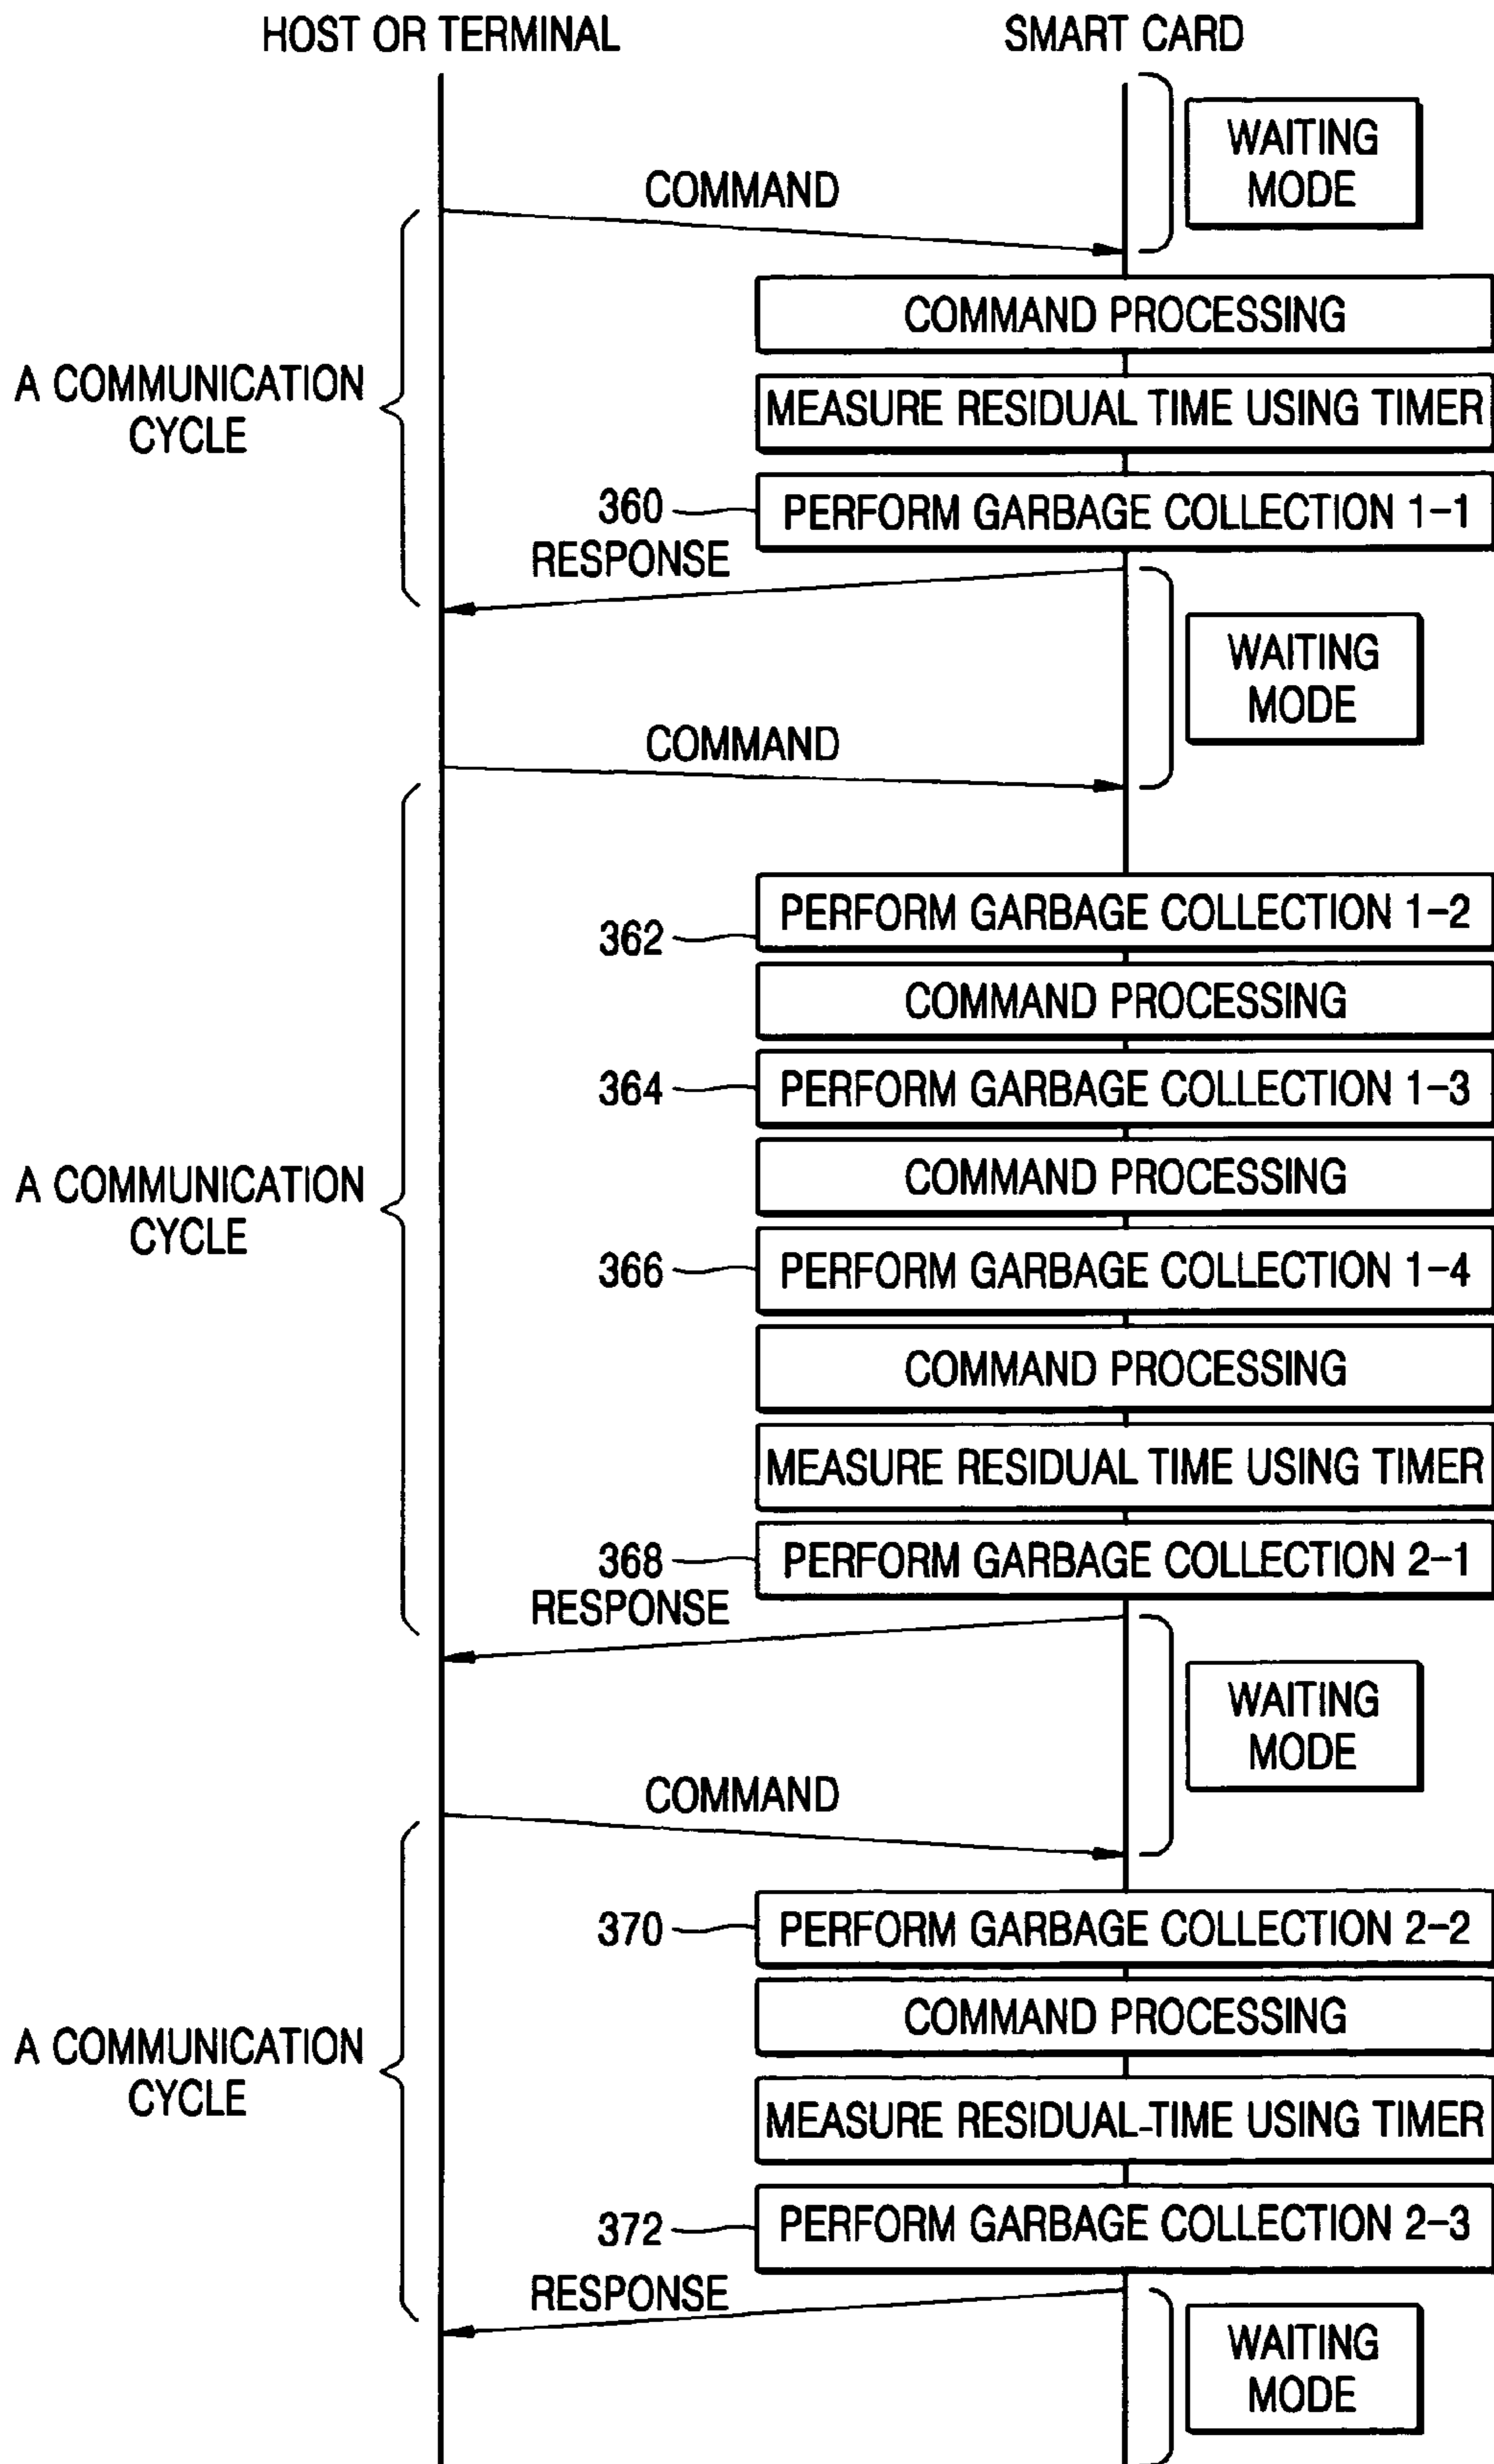 HOST OR TERMINAL
SMART CARD
WAITING
MODE
COMMAND
COMMAND PROCESSING
A COMMUNICATION
CYCLE
MEASURE RESIDUAL TIME USING TIMER
360
PERFORM GARBAGE COLLECTION 1-1
RESPONSE
WAITING
MODE
COMMAND
362
PERFORM GARBAGE COLLECTION 1-2
COMMAND PROCESSING
364
PERFORM GARBAGE COLLECTION 1-3
A COMMUNICATION
CYCLE
COMMAND PROCESSING
366
PERFORM GARBAGE COLLECTION 1-4
COMMAND PROCESSING
MEASURE RESIDUAL TIME USING TIMER
368
PERFORM GARBAGE COLLECTION 2-1
RESPONSE
WAITING
MODE
COMMAND
370
PERFORM GARBAGE COLLECTION 2-2
COMMAND PROCESSING
A COMMUNICATION
CYCLE
MEASURE RESIDUAL-TIME USING TIMER
372
PERFORM GARBAGE COLLECTION 2-3
RESPONSE
WAITING
MODE